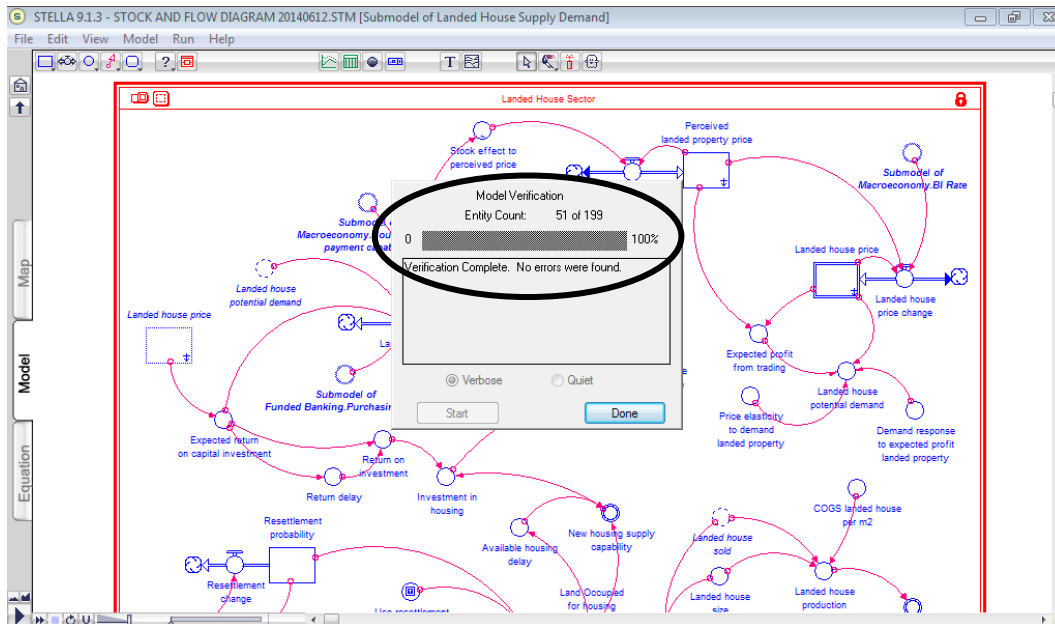 STELLA 9.1.3 - STOCK AND FLOW DIAGRAM 20140612.STM [Submodel of Landed House Supply Demand]
File Edit View Model Run Help
Landed House Sector
Stock effect to
perceived price
Perceived
landed property price
Submodel of
Macroeconomy.BI Rate
Macroeconomy.
payment
Landed house
potential demand
Landed house price
Submodel of
Funded Banking.
Expected return
on capital investment
Return on
investment
Return delay
Investment in
housing
Model Verification
Entity Count: 51 of 199
0 100%
Verification Complete. No errors were found.
Verbose Quiet
Start Done
Landed house price
Landed house
price change
Expected profit
from trading
Landed house
potential demand
Price elasticity
to demand
landed property
Demand response
to expected profit
landed property
Resettlement
probability
Resettlement
change
Available housing
delay
New housing supply
capability
Land Occupied
for housing
Landed house
sold
COGS landed house
per m2
Landed house
size
Landed house
production
Map
Model
Equation